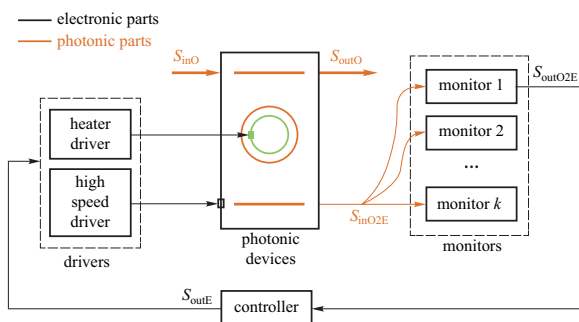 electronic parts
photonic parts
S_inO
S_outO
S_outO2E
monitor 1
heater
driver
monitor 2
...
high
speed
driver
monitor k
S_inO2E
photonic
devices
monitors
drivers
S_outE
controller